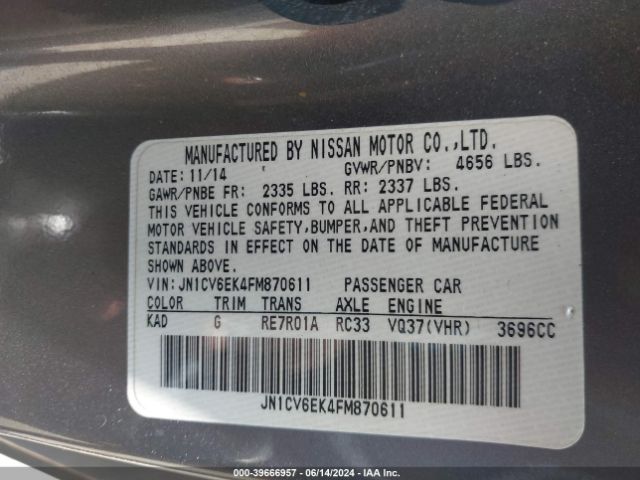 MANUFACTURED BY NISSAN MOTOR CO.,LTD.
DATE: 11/14 GVWR/PNBV: 4656 LBS.
GAWR/PNBE FR: 2335 LBS. RR: 2337 LBS.
THIS VEHICLE CONFORMS TO ALL APPLICABLE FEDERAL
MOTOR VEHICLE SAFETY,BUMPER,AND THEFT PREVENTION
STANDARDS IN EFFECT ON THE DATE OF MANUFACTURE
SHOWN ABOVE.
VIN:JN1CV6EK4FM870611 PASSENGER CAR
COLOR TRIM TRANS AXLE ENGINE
KAD G RE7R01A RC33 VQ37(VHR) 3696CC
JN1CV6EK4FM870611
000-39666957 - 06/14/2024 - IAA Inc.